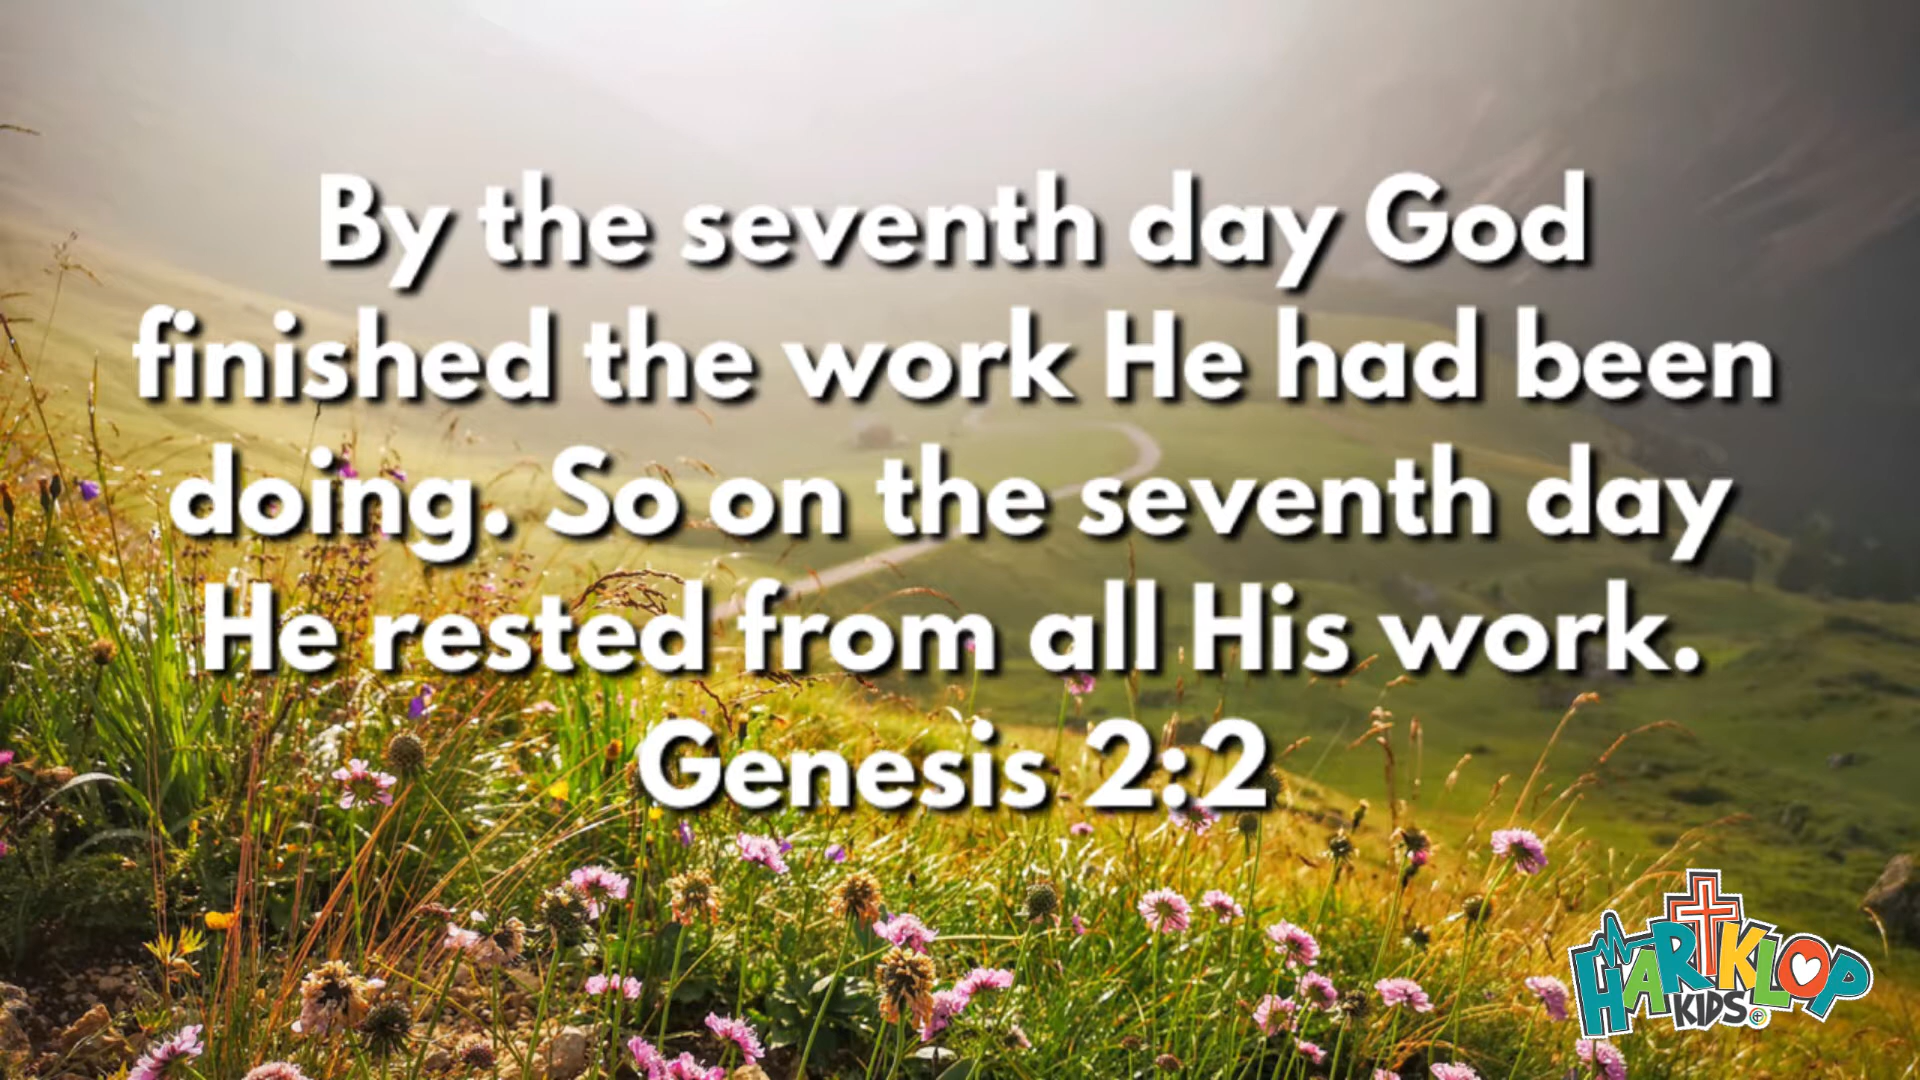 By the seventh day God
finished the work He had been
doing. So on the seventh day
He rested from all His work.
Genesis 2:2
HARTKLOP
KIDS